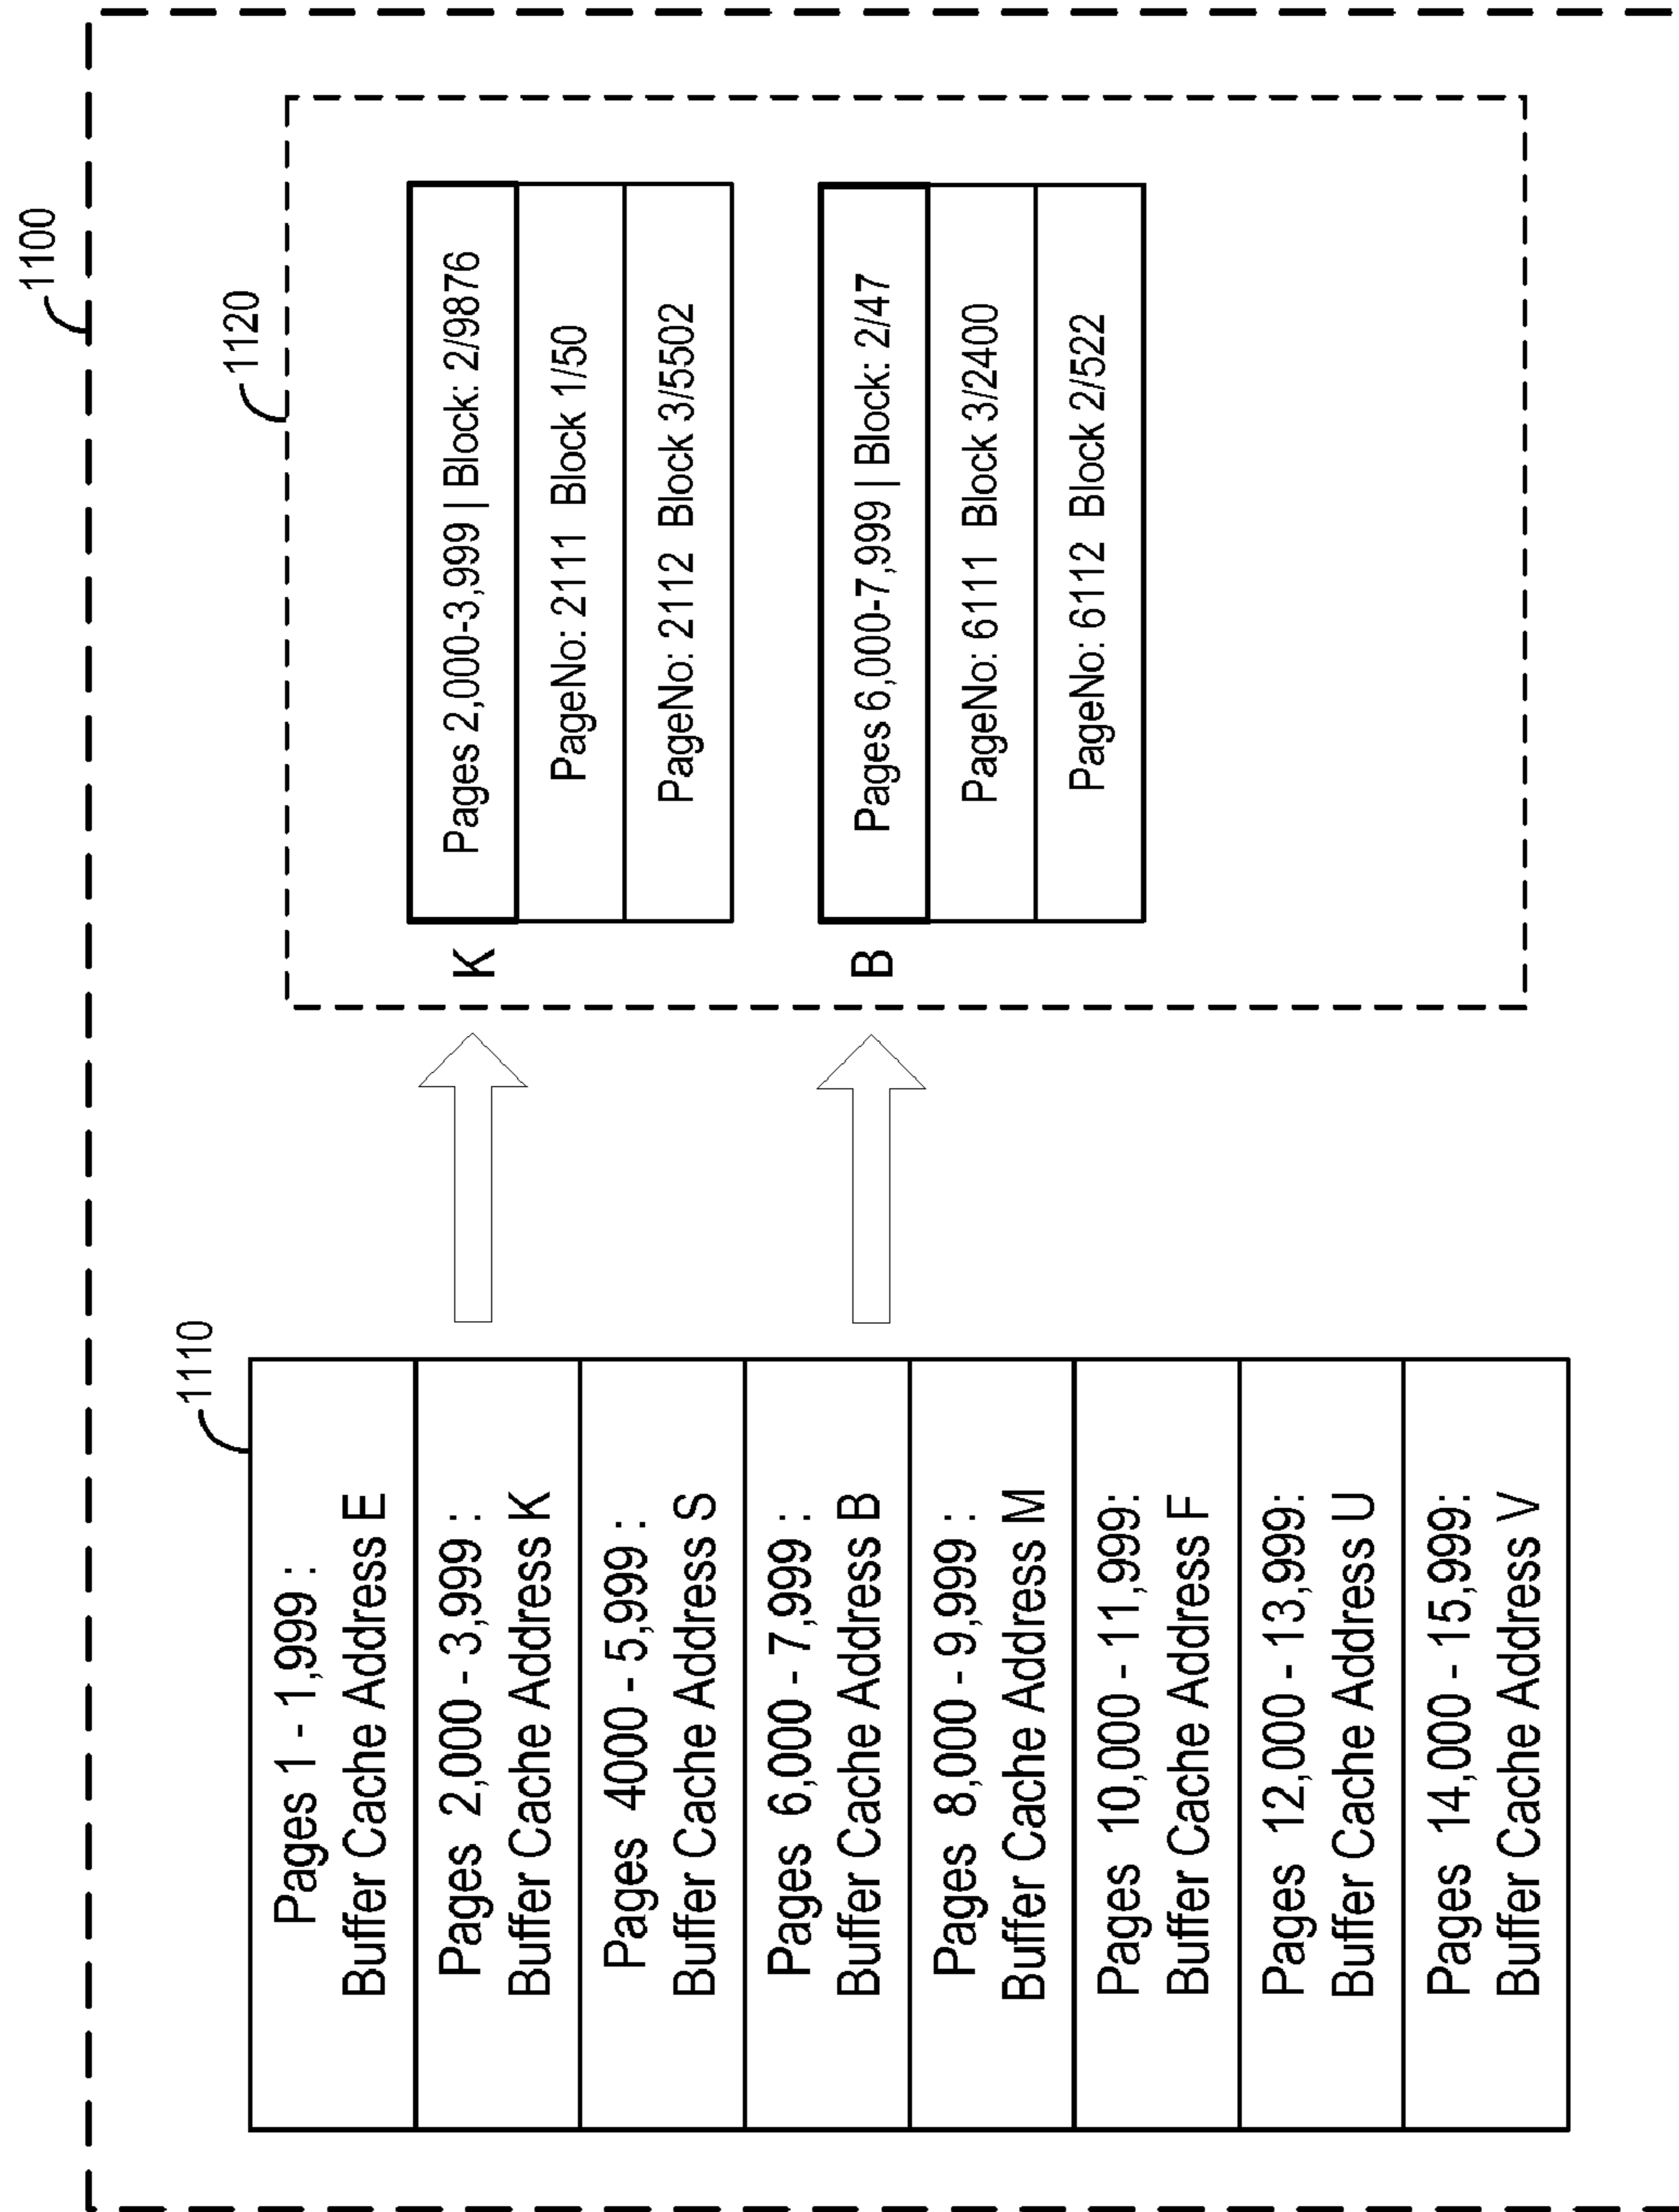 1100
1110
Pages 1 - 1,999 :
Buffer Cache Address E
Pages 2,000 - 3,999 :
Buffer Cache Address K
Pages 4000 - 5,999 :
Buffer Cache Address S
Pages 6,000 - 7,999 :
Buffer Cache Address B
Pages 8,000 - 9,999 :
Buffer Cache Address M
Pages 10,000 - 11,999:
Buffer Cache Address F
Pages 12,000 - 13,999:
Buffer Cache Address U
Pages 14,000 - 15,999:
Buffer Cache Address V
1120
K
Pages 2,000-3,999 | Block: 2/9876
PageNo: 2111 Block 1/50
PageNo: 2112 Block 3/5502
B
Pages 6,000-7,999 | Block: 2/47
PageNo: 6111 Block 3/2400
PageNo: 6112 Block 2/522